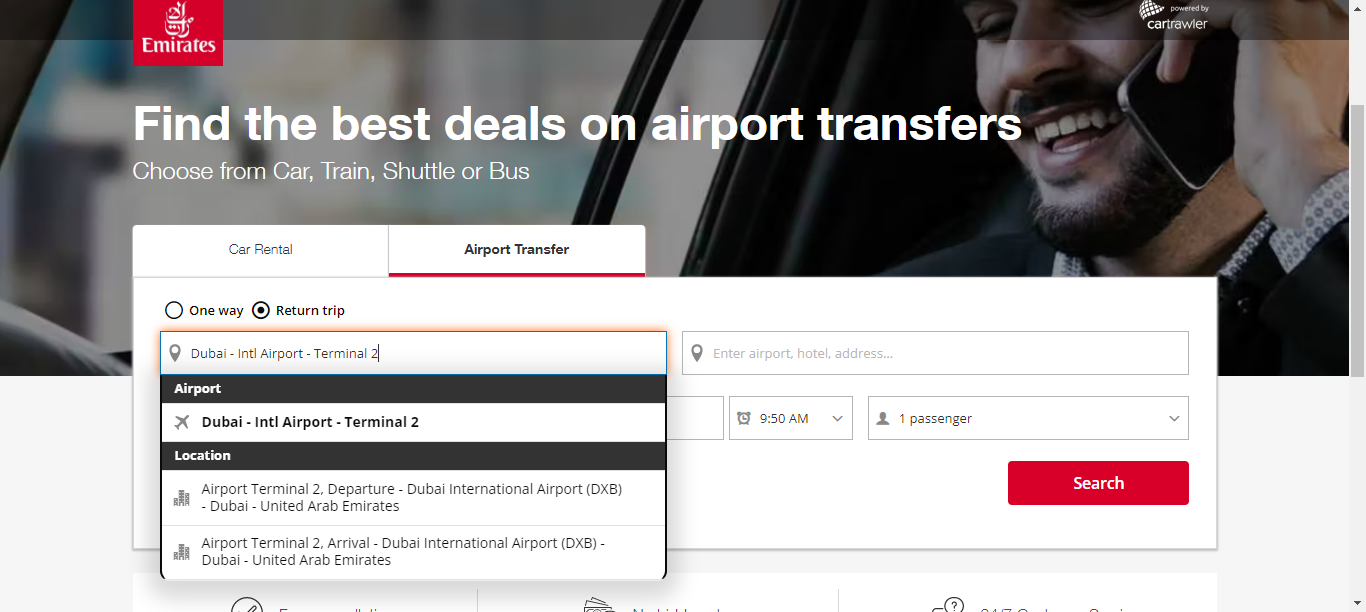 Emirates
powered by
cartrawler
Find the best deals on airport transfers
Choose from Car, Train, Shuttle or Bus
Car Rental
Airport Transfer
One way
Return trip
Dubai - Intl Airport - Terminal 2
Enter airport, hotel, address...
Airport
Dubai - Intl Airport - Terminal 2
9:50 AM
1 passenger
Location
Airport Terminal 2, Departure - Dubai International Airport (DXB)
- Dubai - United Arab Emirates
Search
Airport Terminal 2, Arrival - Dubai International Airport (DXB) -
Dubai - United Arab Emirates